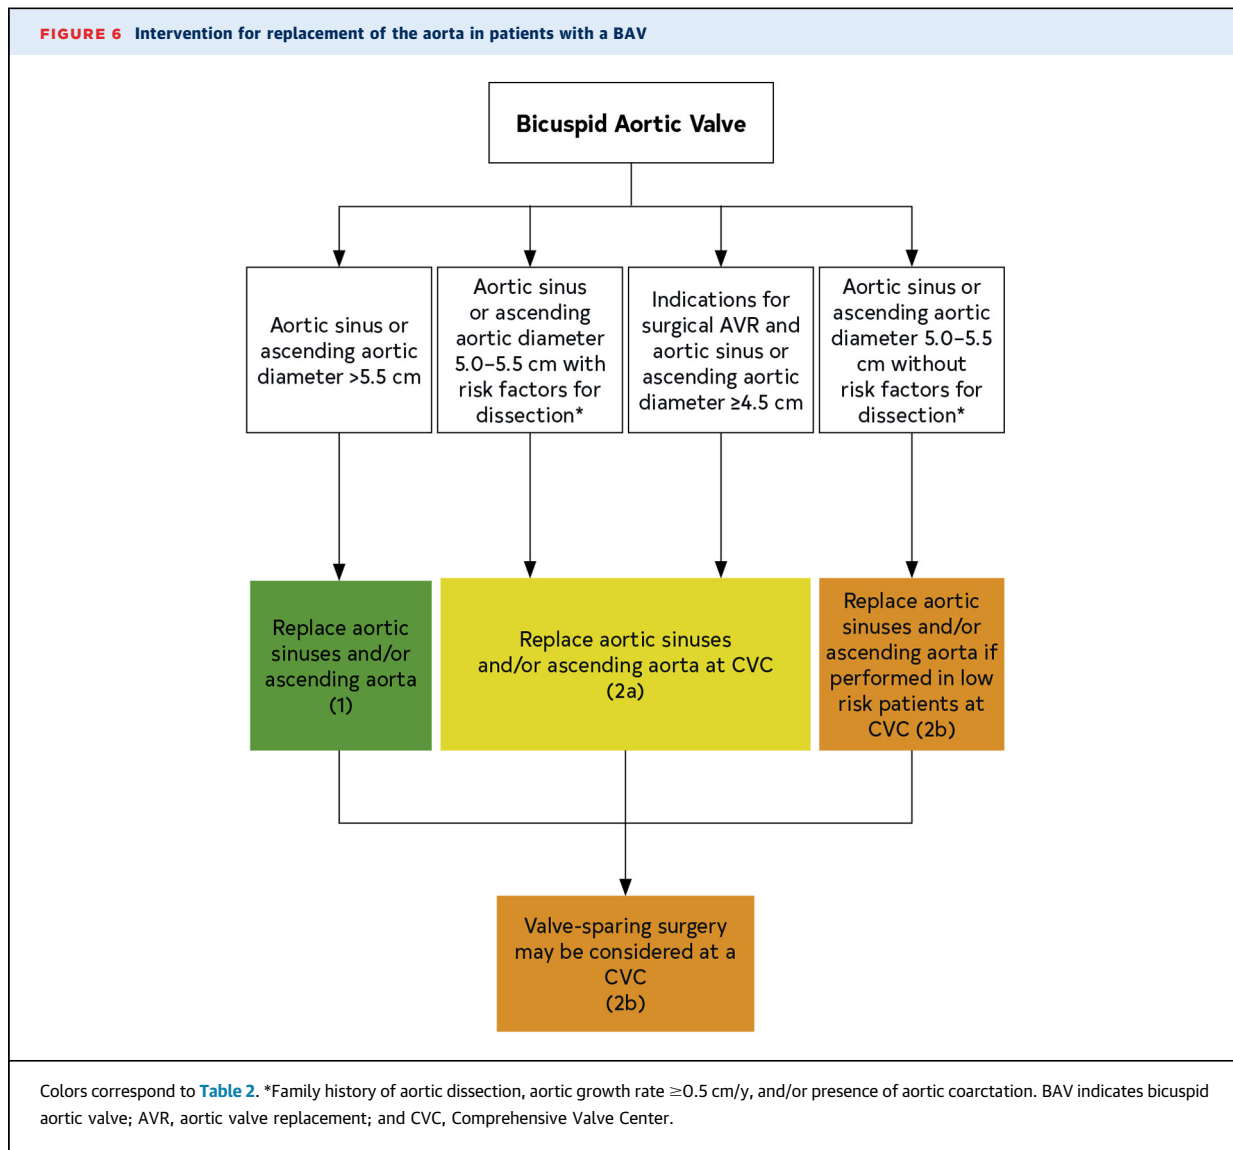 FIGURE 6 Intervention for replacement of the aorta in patients with a BAV
Bicuspid Aortic Valve
Aortic sinus or
ascending aortic
diameter >5.5 cm
Aortic sinus
or ascending
aortic diameter
5.0–5.5 cm with
risk factors for
dissection*
Indications for
surgical AVR and
aortic sinus or
ascending aortic
diameter ≥4.5 cm
Aortic sinus or
ascending aortic
diameter 5.0–5.5
cm without
risk factors for
dissection*
Replace aortic
sinuses and/or
ascending aorta
(1)
Replace aortic sinuses
and/or ascending aorta at CVC
(2a)
Replace aortic
sinuses and/or
ascending aorta if
performed in low
risk patients at
CVC (2b)
Valve-sparing surgery
may be considered at a
CVC
(2b)
Colors correspond to Table 2. *Family history of aortic dissection, aortic growth rate ≥0.5 cm/y, and/or presence of aortic coarctation. BAV indicates bicuspid
aortic valve; AVR, aortic valve replacement; and CVC, Comprehensive Valve Center.